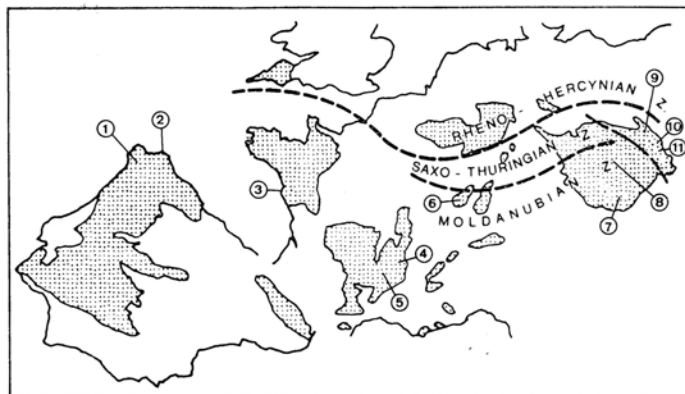 RHENO - HERCYNIAN
SAXO - THURINGIAN
MOLDANUBIAN
Z
Z
Z
1
2
3
4
5
6
7
8
9
10
11